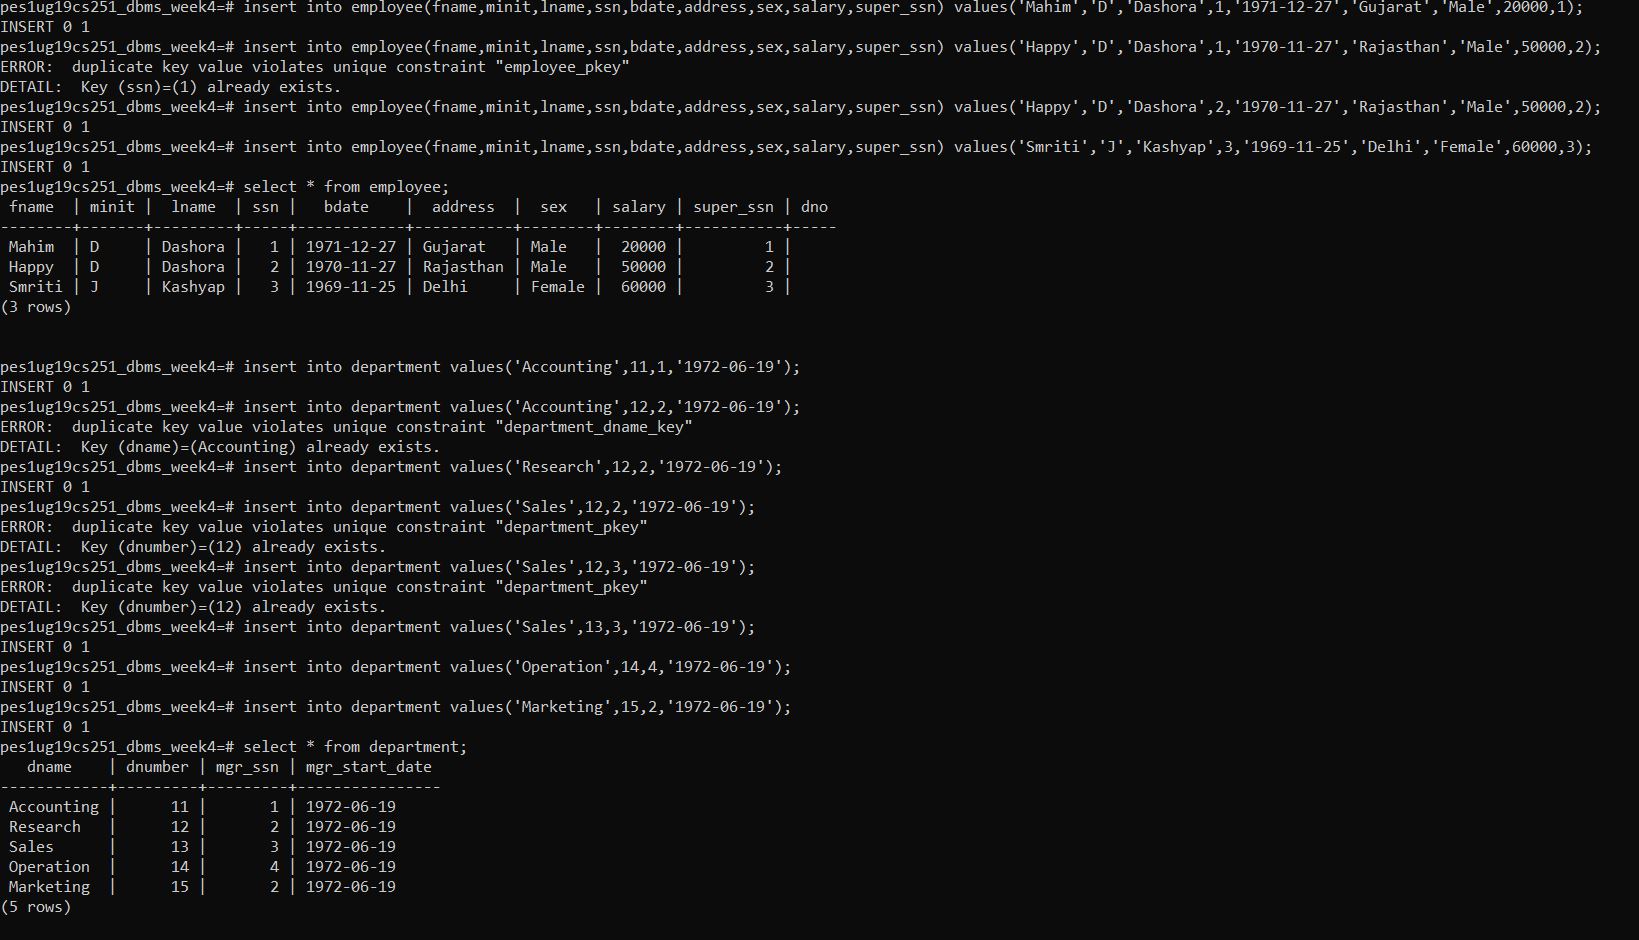 pes1ug19cs251_dbms_week4=# insert into employee(fname,minit,lname,ssn,bdate,address,sex,salary,super_ssn) values('Mahim','D','Dashora',1,'1971-12-27','Gujarat','Male',20000,1);
INSERT 0 1
pes1ug19cs251_dbms_week4=# insert into employee(fname,minit,lname,ssn,bdate,address,sex,salary,super_ssn) values('Happy','D','Dashora',1,'1970-11-27','Rajasthan','Male',50000,2);
ERROR:  duplicate key value violates unique constraint "employee_pkey"
DETAIL:  Key (ssn)=(1) already exists.
pes1ug19cs251_dbms_week4=# insert into employee(fname,minit,lname,ssn,bdate,address,sex,salary,super_ssn) values('Happy','D','Dashora',2,'1970-11-27','Rajasthan','Male',50000,2);
INSERT 0 1
pes1ug19cs251_dbms_week4=# insert into employee(fname,minit,lname,ssn,bdate,address,sex,salary,super_ssn) values('Smriti','J','Kashyap',3,'1969-11-25','Delhi','Female',60000,3);
INSERT 0 1
pes1ug19cs251_dbms_week4=# select * from employee;
 fname  | minit |  lname  | ssn |   bdate    |  address  |  sex   | salary | super_ssn | dno
--------+-------+---------+-----+------------+-----------+--------+--------+-----------+-----
 Mahim  | D     | Dashora |   1 | 1971-12-27 | Gujarat   | Male   |  20000 |         1 |
 Happy  | D     | Dashora |   2 | 1970-11-27 | Rajasthan | Male   |  50000 |         2 |
 Smriti | J     | Kashyap |   3 | 1969-11-25 | Delhi     | Female |  60000 |         3 |
(3 rows)
pes1ug19cs251_dbms_week4=# insert into department values('Accounting',11,1,'1972-06-19');
INSERT 0 1
pes1ug19cs251_dbms_week4=# insert into department values('Accounting',12,2,'1972-06-19');
ERROR:  duplicate key value violates unique constraint "department_dname_key"
DETAIL:  Key (dname)=(Accounting) already exists.
pes1ug19cs251_dbms_week4=# insert into department values('Research',12,2,'1972-06-19');
INSERT 0 1
pes1ug19cs251_dbms_week4=# insert into department values('Sales',12,2,'1972-06-19');
ERROR:  duplicate key value violates unique constraint "department_pkey"
DETAIL:  Key (dnumber)=(12) already exists.
pes1ug19cs251_dbms_week4=# insert into department values('Sales',12,3,'1972-06-19');
ERROR:  duplicate key value violates unique constraint "department_pkey"
DETAIL:  Key (dnumber)=(12) already exists.
pes1ug19cs251_dbms_week4=# insert into department values('Sales',13,3,'1972-06-19');
INSERT 0 1
pes1ug19cs251_dbms_week4=# insert into department values('Operation',14,4,'1972-06-19');
INSERT 0 1
pes1ug19cs251_dbms_week4=# insert into department values('Marketing',15,2,'1972-06-19');
INSERT 0 1
pes1ug19cs251_dbms_week4=# select * from department;
   dname    | dnumber | mgr_ssn | mgr_start_date
------------+---------+---------+----------------
 Accounting |      11 |       1 | 1972-06-19
 Research   |      12 |       2 | 1972-06-19
 Sales      |      13 |       3 | 1972-06-19
 Operation  |      14 |       4 | 1972-06-19
 Marketing  |      15 |       2 | 1972-06-19
(5 rows)